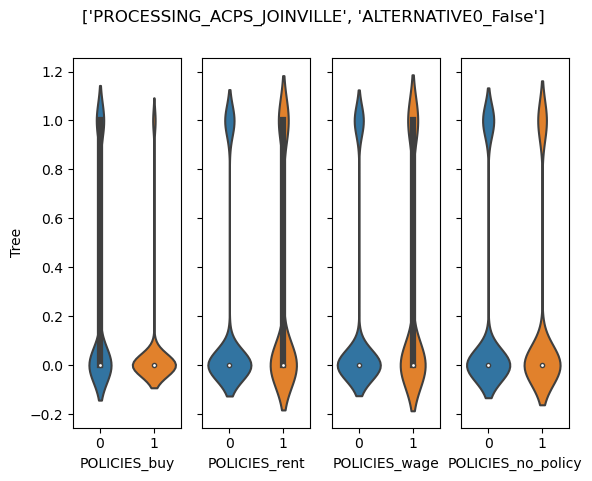 ['PROCESSING_ACPS_JOINVILLE', 'ALTERNATIVE0_False']
1.2
1.0
0.8
0.6
0.4
0.2
0.0
−0.2
Tree
0 1 0 1 0 1 0 1
POLICIES_buy POLICIES_rent POLICIES_wage POLICIES_no_policy